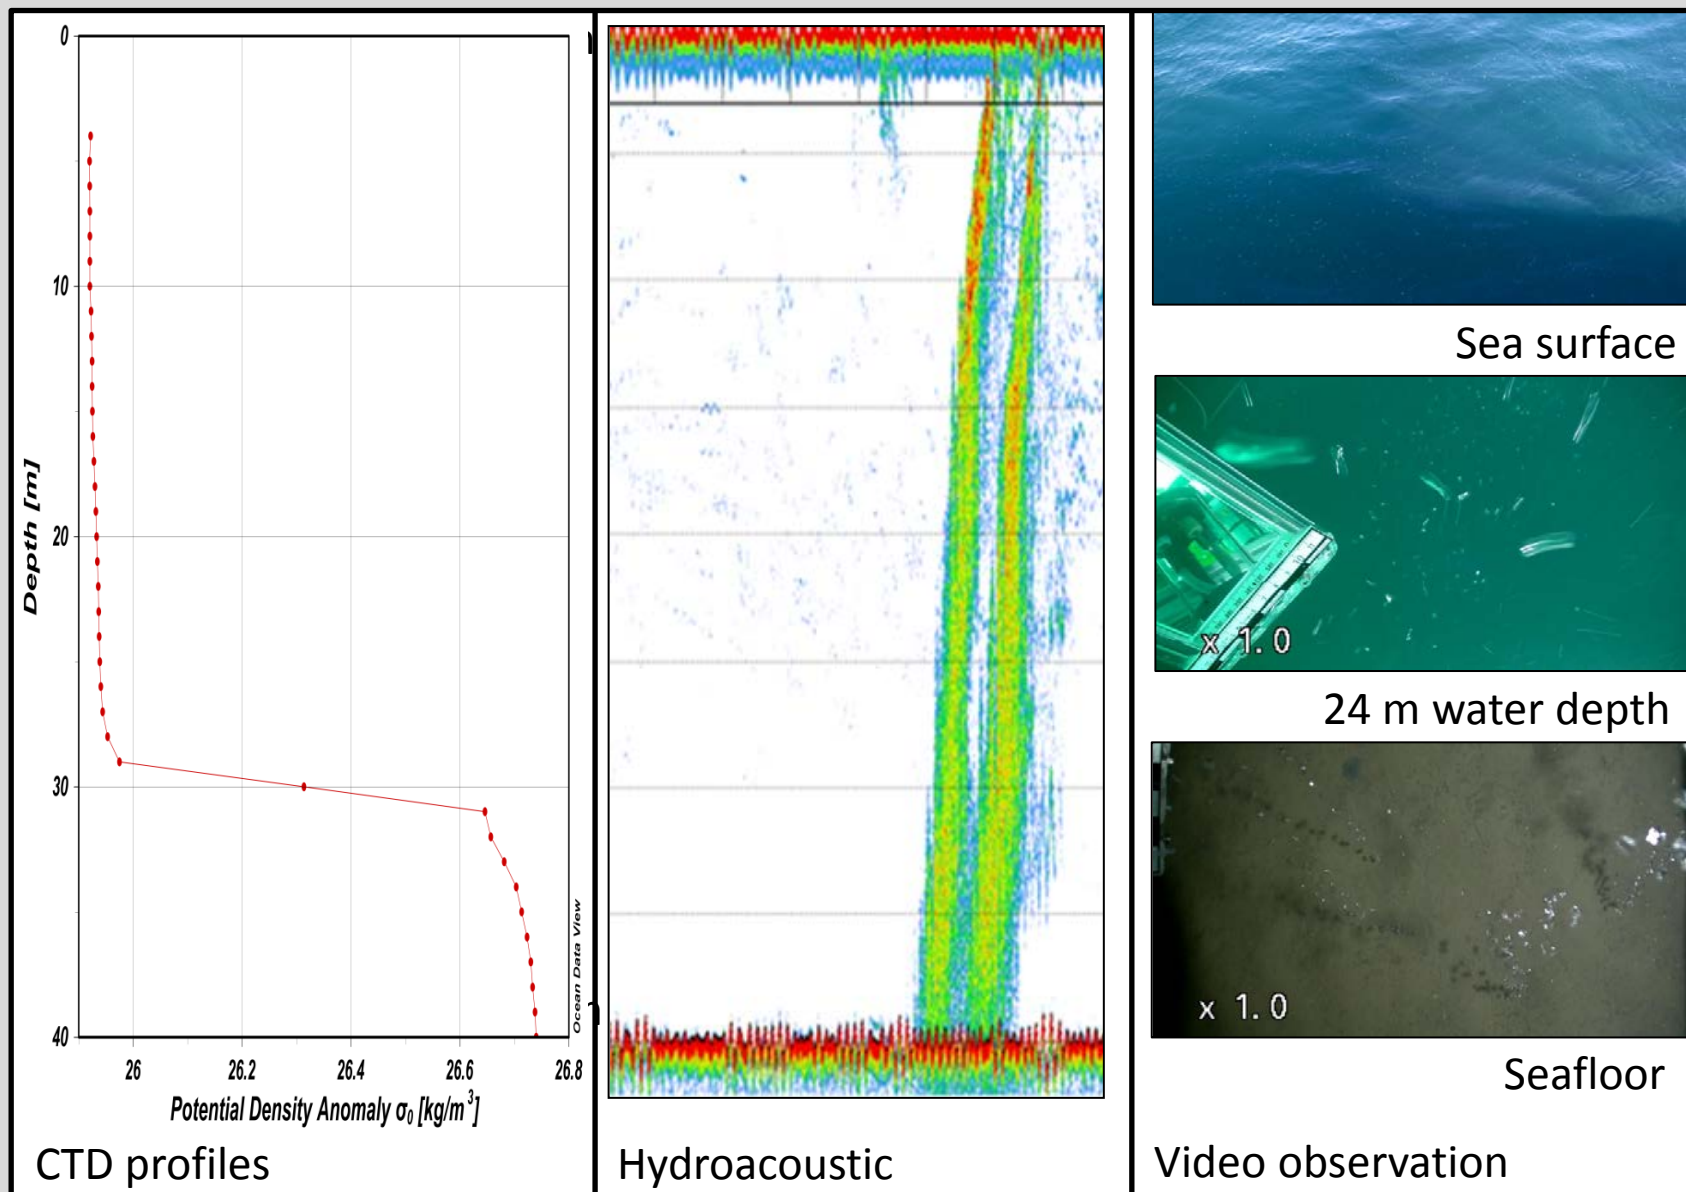 0
10
20
30
40
Depth [m]
26
26.2
26.4
26.6
26.8
Potential Density Anomaly σ₀ [kg/m³]
Ocean Data View
CTD profiles
Hydroacoustic
Sea surface
x 1.0
24 m water depth
x 1.0
Seafloor
Video observation